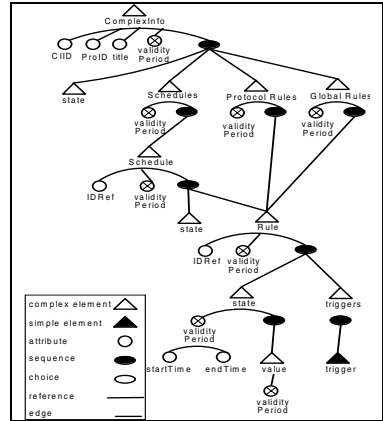 ComplexInfo
CIID ProID title validity
Period
state
Schedules Protocol Rules Global Rules
validity
Period
validity
Period
validity
Period
Schedule
IDRef validity
Period
state
Rule
IDRef validity
Period
state triggers
validity
Period
startTime endTime value trigger
validity
Period
complex element
simple element
attribute
sequence
choice
reference
edge